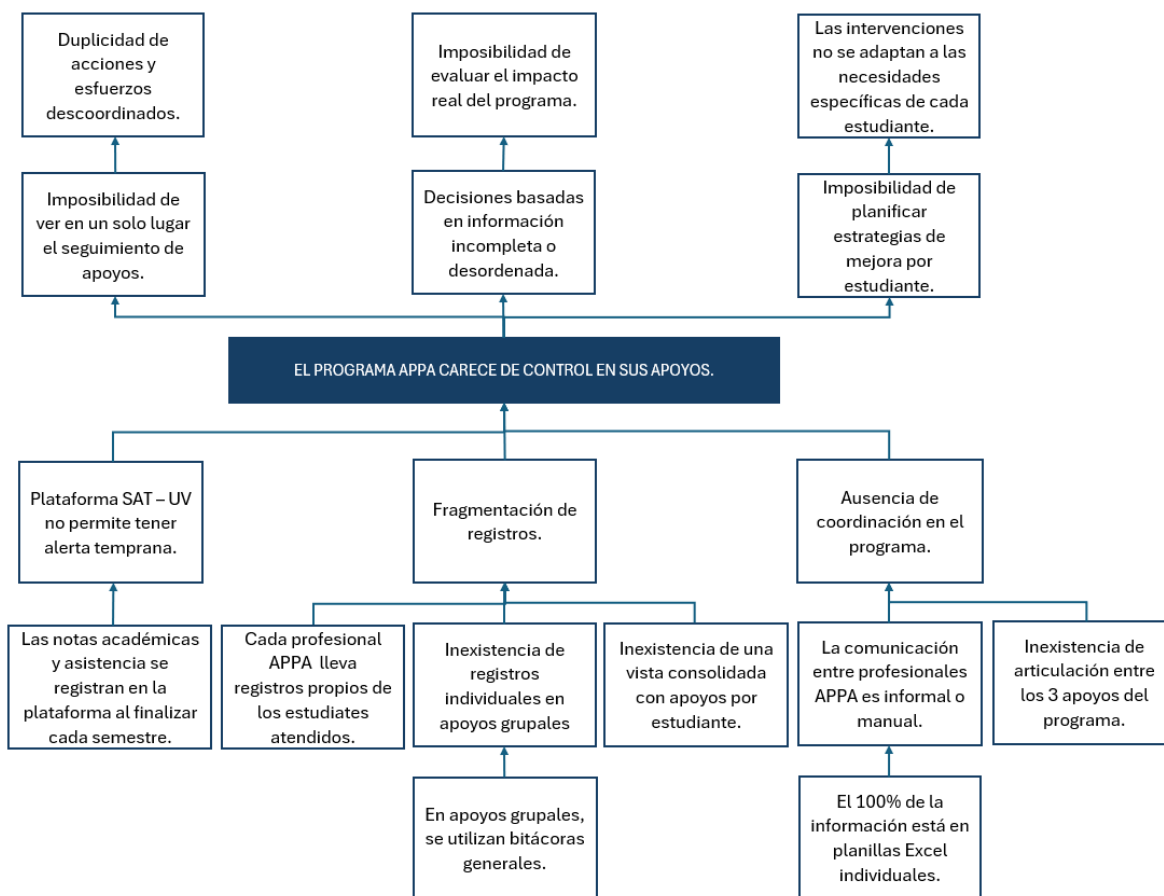 Duplicidad de
acciones y
esfuerzos
descoordinados.
Imposibilidad de
evaluar el impacto
real del programa.
Las intervenciones
no se adaptan a las
necesidades
específicas de cada
estudiante.
Imposibilidad de
ver en un solo lugar
el seguimiento de
apoyos.
Decisiones basadas
en información
incompleta o
desordenada.
Imposibilidad de
planificar
estrategias de
mejora por
estudiante.
EL PROGRAMA APPA CARECE DE CONTROL EN SUS APOYOS.
Plataforma SAT – UV
no permite tener
alerta temprana.
Fragmentación de
registros.
Ausencia de
coordinación en el
programa.
Las notas académicas
y asistencia se
registran en la
plataforma al finalizar
cada semestre.
Cada profesional
APPA lleva
registros propios de
los estudiates
atendidos.
Inexistencia de
registros
individuales en
apoyos grupales
Inexistencia de una
vista consolidada
con apoyos por
estudiante.
La comunicación
entre profesionales
APPA es informal o
manual.
Inexistencia de
articulación entre
los 3 apoyos del
programa.
En apoyos grupales,
se utilizan bitácoras
generales.
El 100% de la
información está en
planillas Excel
individuales.